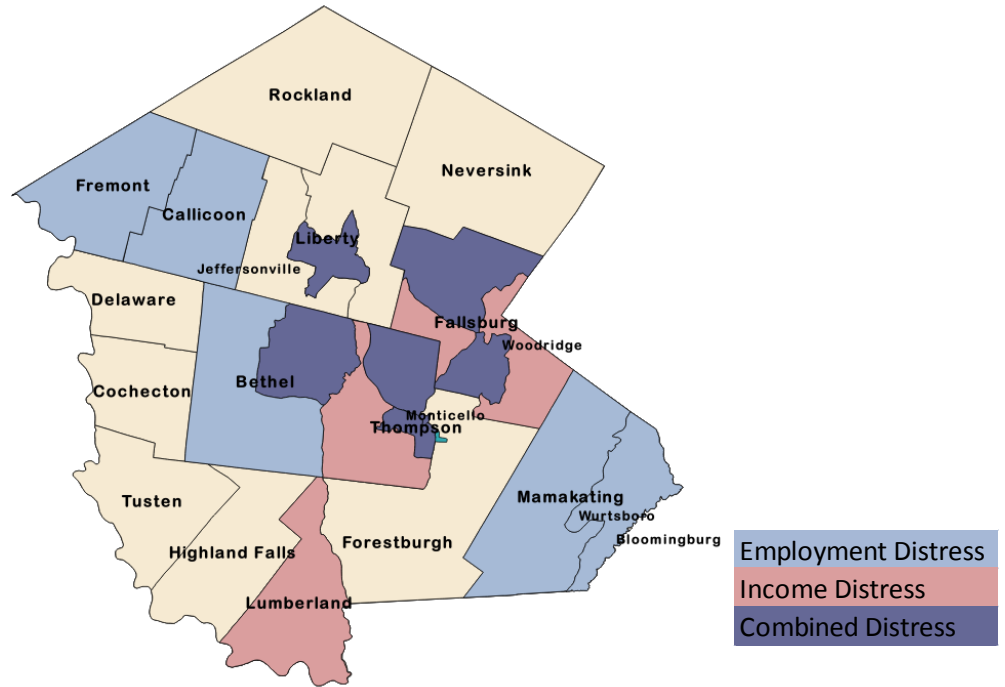 Rockland
Neversink
Fremont
Callicoon
Liberty
Jeffersonville
Delaware
Fallsburg
Woodridge
Bethel
Cochecton
Monticello
Thompson
Tusten
Mamakating
Wurtsboro
Bloomingburg
Highland Falls
Forestburgh
Lumberland
Employment Distress
Income Distress
Combined Distress